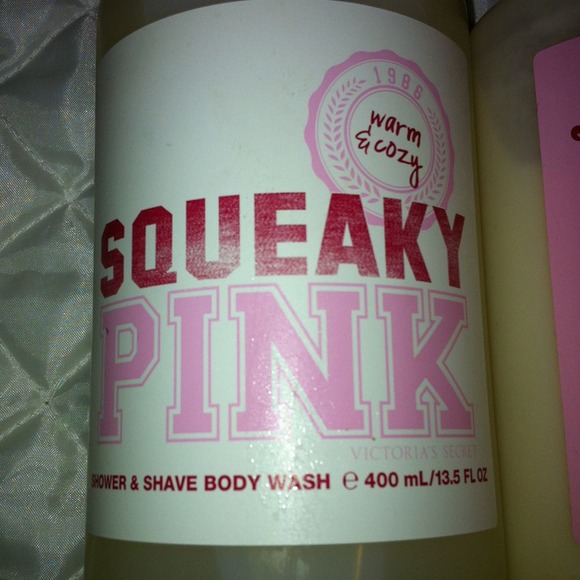 1986
warm
& cozy
SQUEAKY
PINK
VICTORIA'S SECRET
SHOWER & SHAVE BODY WASH ℮ 400 mL/13.5 FL OZ